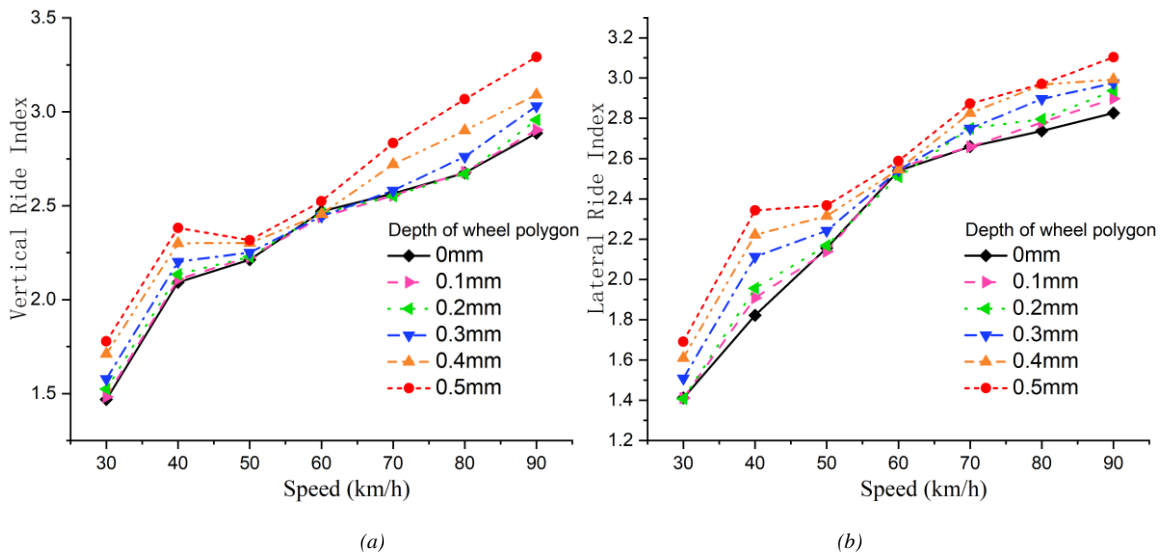 Vertical Ride Index
3.5
3.0
2.5
2.0
1.5
30 40 50 60 70 80 90
Speed (km/h)
Depth of wheel polygon
0mm
0.1mm
0.2mm
0.3mm
0.4mm
0.5mm
(a)
Lateral Ride Index
3.2
3.0
2.8
2.6
2.4
2.2
2.0
1.8
1.6
1.4
1.2
30 40 50 60 70 80 90
Speed (km/h)
Depth of wheel polygon
0mm
0.1mm
0.2mm
0.3mm
0.4mm
0.5mm
(b)